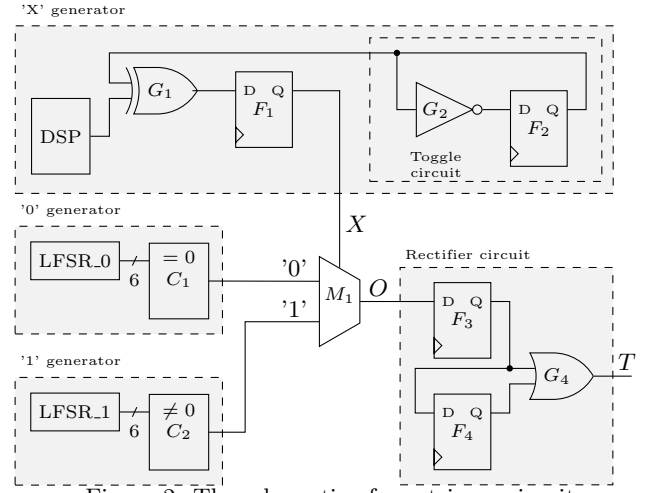 'X' generator
G1
D Q
F1
DSP
G2
D Q
F2
Toggle
circuit
'0' generator
LFSR_0
6
= 0
C1
X
'0'
'1'
M1
O
Rectifier circuit
D Q
F3
G4
T
D Q
F4
'1' generator
LFSR_1
6
≠ 0
C2